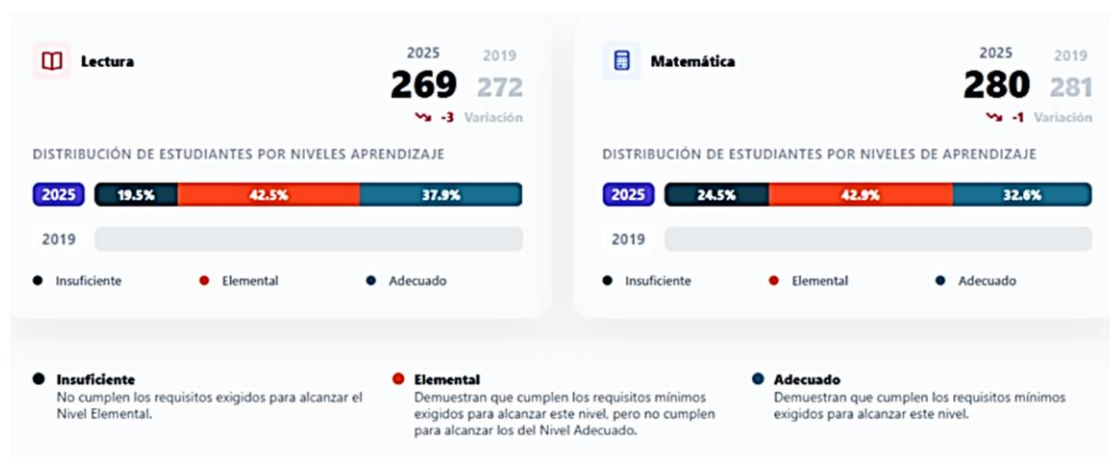 Lectura
2025 2019
269 272
-3 Variación
DISTRIBUCIÓN DE ESTUDIANTES POR NIVELES APRENDIZAJE
2025 19.5% 42.5% 37.9%
2019
Insuficiente Elemental Adecuado
Matemática
2025 2019
280 281
-1 Variación
DISTRIBUCIÓN DE ESTUDIANTES POR NIVELES DE APRENDIZAJE
2025 24.5% 42.9% 32.6%
2019
Insuficiente Elemental Adecuado
Insuficiente
No cumplen los requisitos exigidos para alcanzar el
Nivel Elemental.
Elemental
Demuestran que cumplen los requisitos mínimos
exigidos para alcanzar este nivel, pero no cumplen
para alcanzar los del Nivel Adecuado.
Adecuado
Demuestran que cumplen los requisitos mínimos
exigidos para alcanzar este nivel.